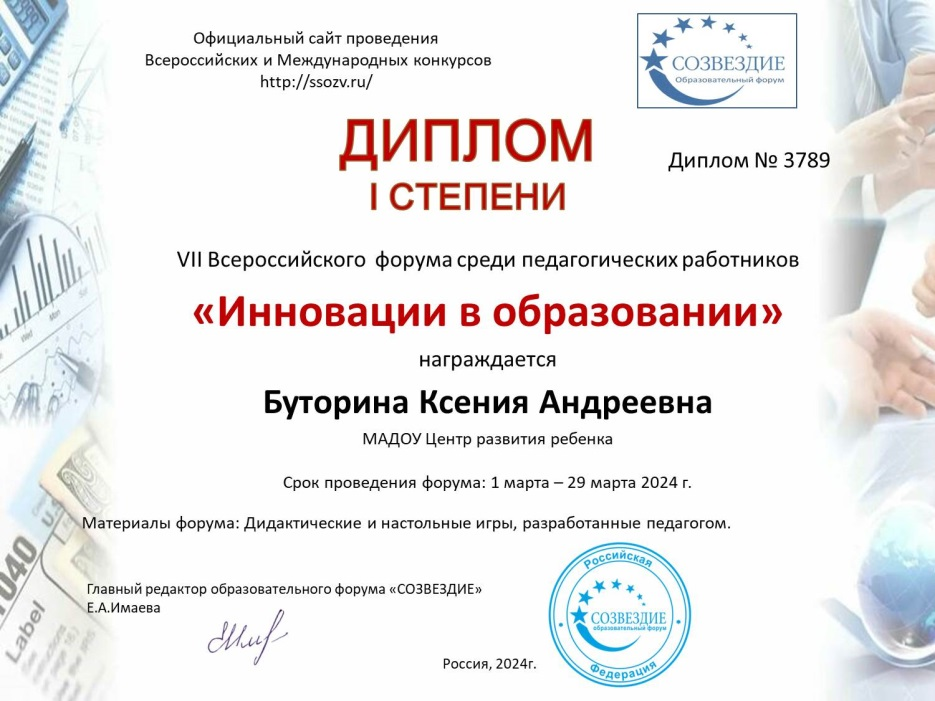 Официальный сайт проведения
Всероссийских и Международных конкурсов
http://ssozv.ru/
СОЗВЕЗДИЕ
Образовательный форум
ДИПЛОМ
Диплом № 3789
I СТЕПЕНИ
VII Всероссийского форума среди педагогических работников
«Инновации в образовании»
награждается
Буторина Ксения Андреевна
МАДОУ Центр развития ребенка
Срок проведения форума: 1 марта – 29 марта 2024 г.
Материалы форума: Дидактические и настольные игры, разработанные педагогом.
Главный редактор образовательного форума «СОЗВЕЗДИЕ»
Е.А.Имаева
Российская
СОЗВЕЗДИЕ
образовательный форум
Федерация
Россия, 2024г.
1040
Label